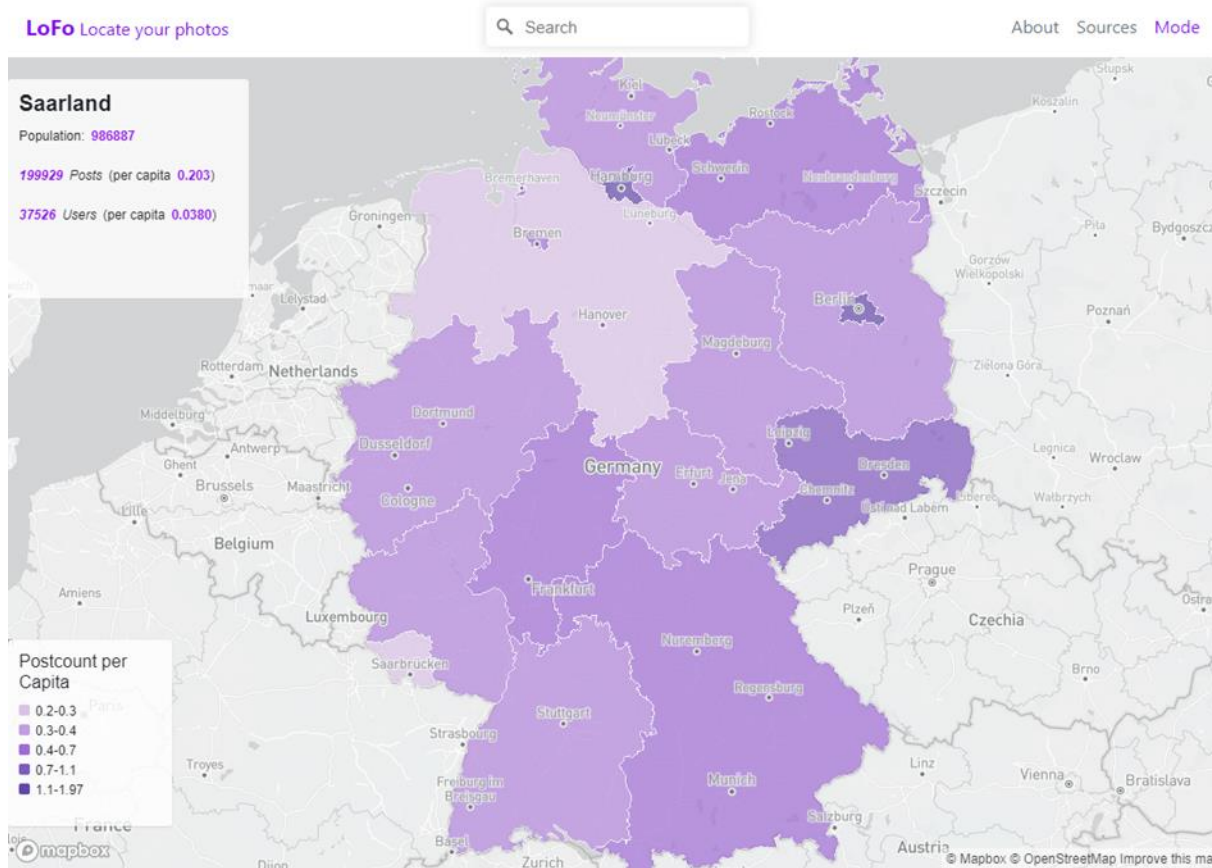 LoFo Locate your photos
Search
About Sources Mode
Saarland
Population: 986887
199929 Posts (per capita 0.203)
37526 Users (per capita 0.0380)
Kiel
Neumünster
Lübeck
Rostock
Schwerin
Neubrandenburg
Hamburg
Bremerhaven
Lüneburg
Bremen
Groningen
Słupsk
Koszalin
Szczecin
Piła
Bydgoszcz
Gorzów
Wielkopolski
Lelystad
Hanover
Berlin
Poznań
Magdeburg
Zielona Góra
Rotterdam
Netherlands
Middelburg
Dortmund
Dusseldorf
Cologne
Leipzig
Dresden
Chemnitz
Germany
Erfurt
Jena
Legnica
Wrocław
Wałbrzych
Liberec
Ústí nad Labem
Antwerp
Ghent
Brussels
Maastricht
Lille
Belgium
Amiens
Luxembourg
Frankfurt
Prague
Plzeň
Czechia
Ostra
Brno
Nuremberg
Saarbrücken
Regensburg
Stuttgart
Strasbourg
Freiburg im
Breisgau
Munich
Linz
Vienna
Bratislava
Salzburg
Austria
Basel
Zurich
Dijon
Troyes
Paris
France
Postcount per
Capita
0.2-0.3
0.3-0.4
0.4-0.7
0.7-1.1
1.1-1.97
mapbox
© Mapbox © OpenStreetMap Improve this ma